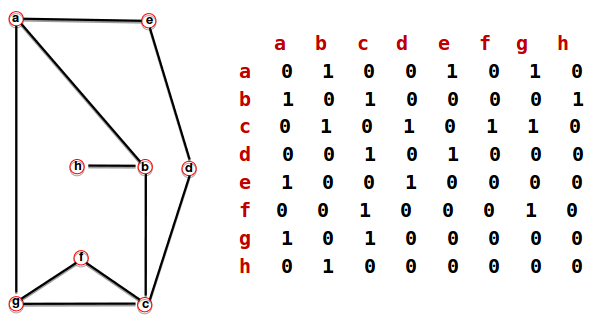 a e
h b d
f
g c
a b c d e f g h
a 0 1 0 0 1 0 1 0
b 1 0 1 0 0 0 0 1
c 0 1 0 1 0 1 1 0
d 0 0 1 0 1 0 0 0
e 1 0 0 1 0 0 0 0
f 0 0 1 0 0 0 1 0
g 1 0 1 0 0 0 0 0
h 0 1 0 0 0 0 0 0